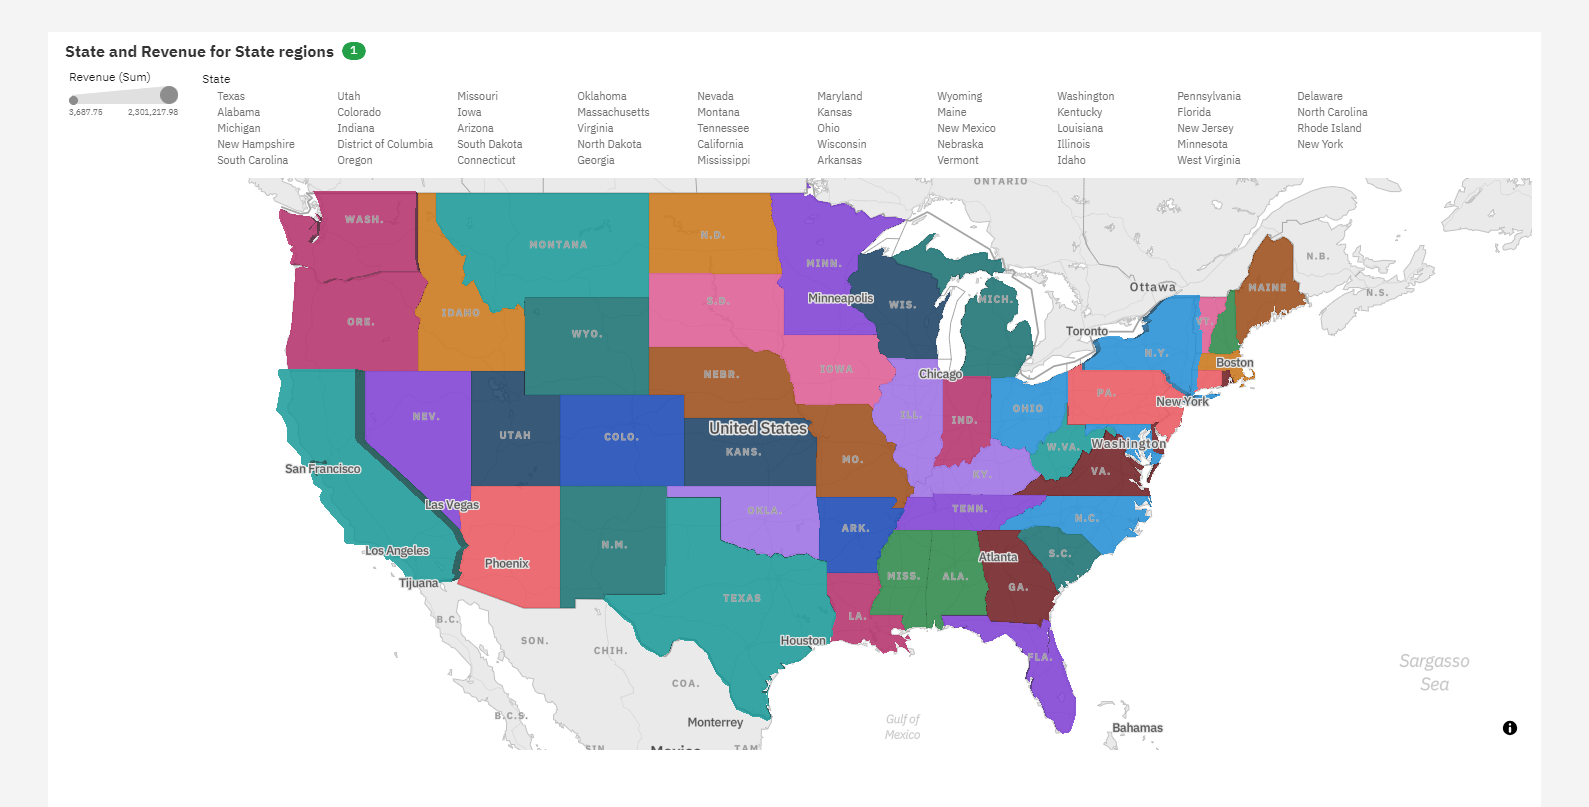 State and Revenue for State regions 1
Revenue (Sum)
3,687.75 2,301,217.98
State
Texas Utah Missouri Oklahoma Nevada Maryland Wyoming Washington Pennsylvania Delaware
Alabama Colorado Iowa Massachusetts Montana Kansas Maine Kentucky Florida North Carolina
Michigan Indiana Arizona Virginia Tennessee Ohio New Mexico Louisiana New Jersey Rhode Island
New Hampshire District of Columbia South Dakota North Dakota California Wisconsin Nebraska Illinois Minnesota New York
South Carolina Oregon Connecticut Georgia Mississippi Arkansas Vermont Idaho West Virginia
ONTARIO
WASH.
N.D.
MONTANA
MINN.
N.B.
MAINE
Ottawa
N.S.
Minneapolis
WIS.
MICH.
S.D.
IDAHO
ORE.
WYO.
VT.
Toronto
N.Y.
Boston
IOWA
NEBR.
Chicago
PA.
New York
NEV.
UTAH
COLO.
United States
KANS.
ILL.
IND.
OHIO
W.VA.
Washington
MO.
San Francisco
KY.
VA.
Las Vegas
OKLA.
TENN.
N.C.
ARK.
N.M.
Los Angeles
Phoenix
Atlanta
S.C.
Tijuana
MISS.
ALA.
GA.
TEXAS
LA.
B.C.
SON.
CHIH.
Houston
FLA.
Sargasso
Sea
COA.
B.C.S.
Monterrey
Gulf of
Mexico
Bahamas
SIN.
Mexico
TAM